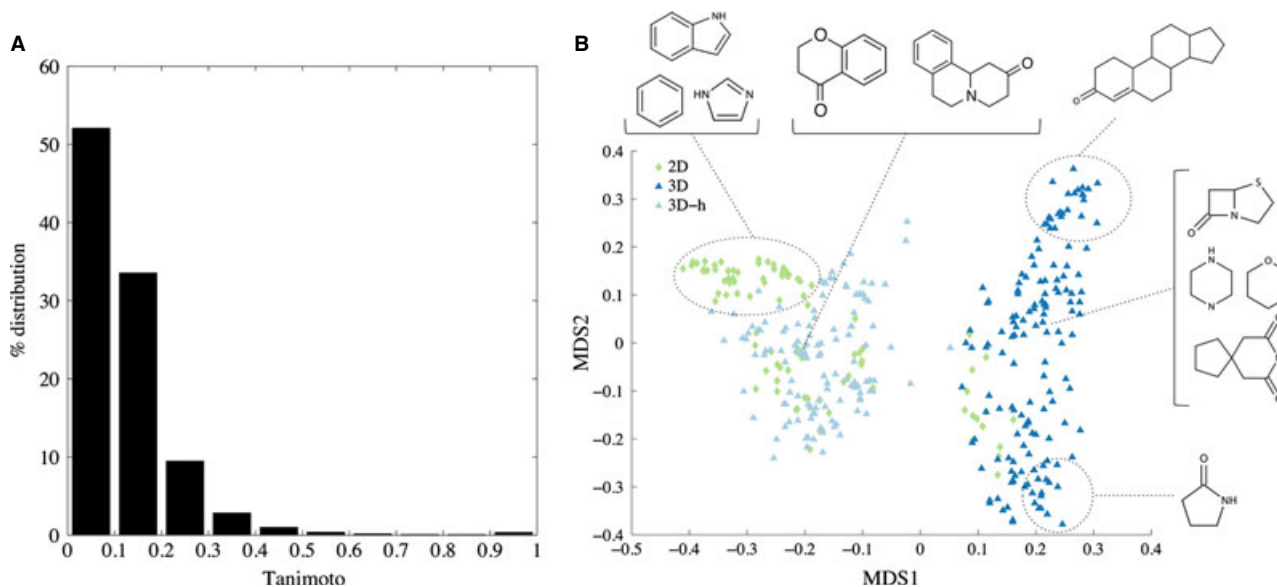 A
60
50
40
30
20
10
0
% distribution
0 0.1 0.2 0.3 0.4 0.5 0.6 0.7 0.8 0.9 1
Tanimoto
B
NH
HN N
O
O
O
N
O
0.4
0.3
0.2
0.1
0
−0.1
−0.2
−0.3
−0.4
MDS2
2D
3D
3D−h
−0.5 −0.4 −0.3 −0.2 −0.1 0 0.1 0.2 0.3 0.4
MDS1
S
N
O
H
N
N
O
O
NH